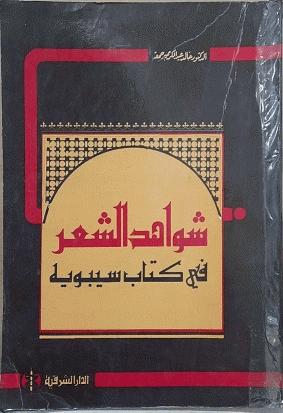 الدكتور خالد عبد الكريم جمعة
شواهد الشعر
في كتاب سيبويه
الدار الشرقية